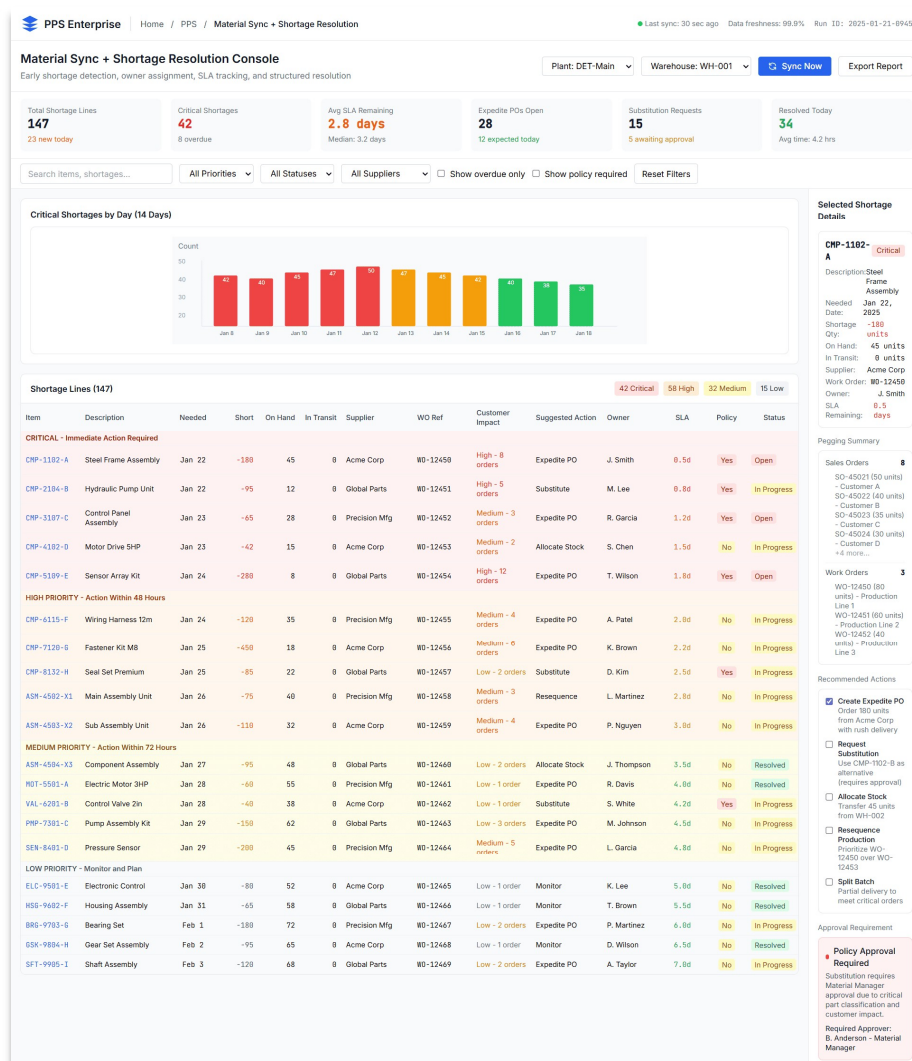 PPS Enterprise Home / PPS / Material Sync + Shortage Resolution Last sync: 30 sec ago Data freshness: 99.9% Run ID: 2025-01-21-0945
Material Sync + Shortage Resolution Console
Early shortage detection, owner assignment, SLA tracking, and structured resolution
Plant: DET-Main Warehouse: WH-001 Sync Now Export Report
Total Shortage Lines
147
23 new today
Critical Shortages
42
8 overdue
Avg SLA Remaining
2.8 days
Median: 3.2 days
Expedite POs Open
28
12 expected today
Substitution Requests
15
5 awaiting approval
Resolved Today
34
Avg time: 4.2 hrs
Search items, shortages... All Priorities All Statuses All Suppliers Show overdue only Show policy required Reset Filters
Critical Shortages by Day (14 Days)
Count
50
40
30
20
42 40 45 47 50 47 45 42 40 38 35
Jan 8 Jan 9 Jan 10 Jan 11 Jan 12 Jan 13 Jan 14 Jan 15 Jan 16 Jan 17 Jan 18
Shortage Lines (147) 42 Critical 58 High 32 Medium 15 Low
Item Description Needed Short On Hand In Transit Supplier WO Ref Customer Impact Suggested Action Owner SLA Policy Status
CRITICAL - Immediate Action Required
CMP-1102-A Steel Frame Assembly Jan 22 -180 45 0 Acme Corp WO-12450 High - 8 orders Expedite PO J. Smith 0.5d Yes Open
CMP-2104-B Hydraulic Pump Unit Jan 22 -95 12 0 Global Parts WO-12451 High - 5 orders Substitute M. Lee 0.8d Yes In Progress
CMP-3107-C Control Panel Assembly Jan 23 -65 28 0 Precision Mfg WO-12452 Medium - 3 orders Expedite PO R. Garcia 1.2d Yes Open
CMP-4102-D Motor Drive 5HP Jan 23 -42 15 0 Acme Corp WO-12453 Medium - 2 orders Allocate Stock S. Chen 1.5d No In Progress
CMP-5109-E Sensor Array Kit Jan 24 -280 8 0 Global Parts WO-12454 High - 12 orders Expedite PO T. Wilson 1.8d Yes Open
HIGH PRIORITY - Action Within 48 Hours
CMP-6115-F Wiring Harness 12m Jan 24 -120 35 0 Precision Mfg WO-12455 Medium - 4 orders Expedite PO A. Patel 2.0d No In Progress
CMP-7120-G Fastener Kit M8 Jan 25 -450 18 0 Acme Corp WO-12456 Medium - 6 orders Expedite PO K. Brown 2.2d No In Progress
CMP-8132-H Seal Set Premium Jan 25 -85 22 0 Global Parts WO-12457 Low - 2 orders Substitute D. Kim 2.5d Yes In Progress
ASM-4502-X1 Main Assembly Unit Jan 26 -75 40 0 Precision Mfg WO-12458 Medium - 3 orders Resequence L. Martinez 2.8d No In Progress
ASM-4503-X2 Sub Assembly Unit Jan 26 -110 32 0 Acme Corp WO-12459 Medium - 4 orders Expedite PO P. Nguyen 3.0d No In Progress
MEDIUM PRIORITY - Action Within 72 Hours
ASM-4504-X3 Component Assembly Jan 27 -95 48 0 Global Parts WO-12460 Low - 2 orders Allocate Stock J. Thompson 3.5d No Resolved
MOT-5501-A Electric Motor 3HP Jan 28 -60 55 0 Precision Mfg WO-12461 Low - 1 order Expedite PO R. Davis 4.0d No Resolved
VAL-6201-B Control Valve 2in Jan 28 -40 38 0 Acme Corp WO-12462 Low - 1 order Substitute S. White 4.2d Yes In Progress
PMP-7301-C Pump Assembly Kit Jan 29 -150 62 0 Global Parts WO-12463 Low - 3 orders Expedite PO M. Johnson 4.5d No In Progress
SEN-8401-D Pressure Sensor Jan 29 -200 45 0 Precision Mfg WO-12464 Medium - 5 orders Expedite PO L. Garcia 4.8d No In Progress
LOW PRIORITY - Monitor and Plan
ELC-9501-E Electronic Control Jan 30 -80 52 0 Acme Corp WO-12465 Low - 1 order Monitor K. Lee 5.0d No Resolved
HSG-9602-F Housing Assembly Jan 31 -65 58 0 Global Parts WO-12466 Low - 1 order Monitor T. Brown 5.5d No Resolved
BRG-9703-G Bearing Set Feb 1 -180 72 0 Precision Mfg WO-12467 Low - 2 orders Expedite PO P. Martinez 6.0d No In Progress
GSK-9804-H Gear Set Assembly Feb 2 -95 65 0 Acme Corp WO-12468 Low - 1 order Monitor D. Wilson 6.5d No Resolved
SFT-9905-I Shaft Assembly Feb 3 -120 68 0 Global Parts WO-12469 Low - 2 orders Expedite PO A. Taylor 7.0d No In Progress
Selected Shortage
Details
CMP-1102-
A
Critical
Description: Steel
Frame
Assembly
Needed Date: Jan 22,
2025
Shortage Qty: -180
units
On Hand: 45 units
In Transit: 0 units
Supplier: Acme Corp
Work Order: WO-12450
Owner: J. Smith
SLA Remaining: 0.5
days
Pegging Summary
Sales Orders 8
SO-45021 (50 units)
- Customer A
SO-45022 (40 units)
- Customer B
SO-45023 (35 units)
- Customer C
SO-45024 (30 units)
- Customer D
+4 more...
Work Orders 3
WO-12450 (80
units) - Production
Line 1
WO-12451 (60 units)
- Production Line 2
WO-12452 (40
units) - Production
Line 3
Recommended Actions
Create Expedite PO
Order 180 units
from Acme Corp
with rush delivery
Request
Substitution
Use CMP-1102-B as
alternative
(requires approval)
Allocate Stock
Transfer 45 units
from WH-002
Resequence
Production
Prioritize WO-
12450 over WO-
12453
Split Batch
Partial delivery to
meet critical orders
Approval Requirement
Policy Approval
Required
Substitution requires
Material Manager
approval due to critical
part classification and
customer impact.
Required Approver:
B. Anderson - Material
Manager